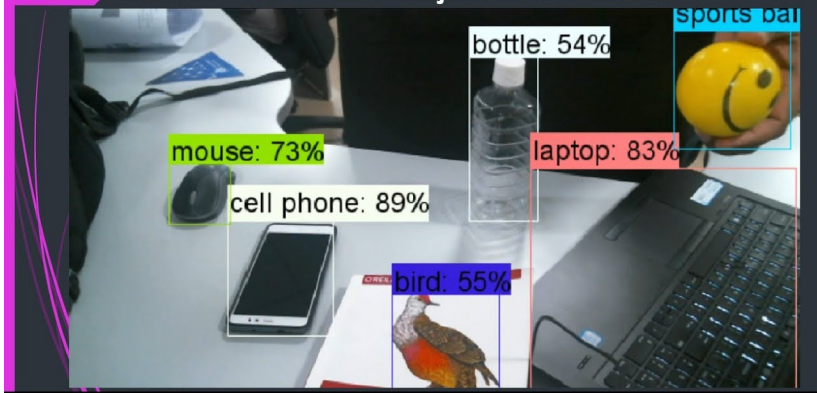 sports bal
bottle: 54%
mouse: 73%
laptop: 83%
cell phone: 89%
bird: 55%